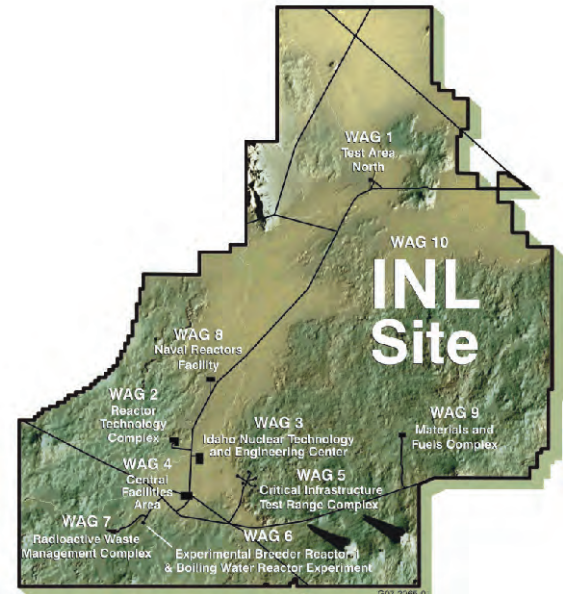 WAG 1
Test Area
North
WAG 10
INL
Site
WAG 8
Naval Reactors
Facility
WAG 2
Reactor
Technology
Complex
WAG 3
Idaho Nuclear Technology
and Engineering Center
WAG 9
Materials and
Fuels Complex
WAG 4
Central
Facilities
Area
WAG 5
Critical Infrastructure
Test Range Complex
WAG 7
Radioactive Waste
Management Complex
WAG 6
Experimental Breeder Reactor-I
& Boiling Water Reactor Experiment